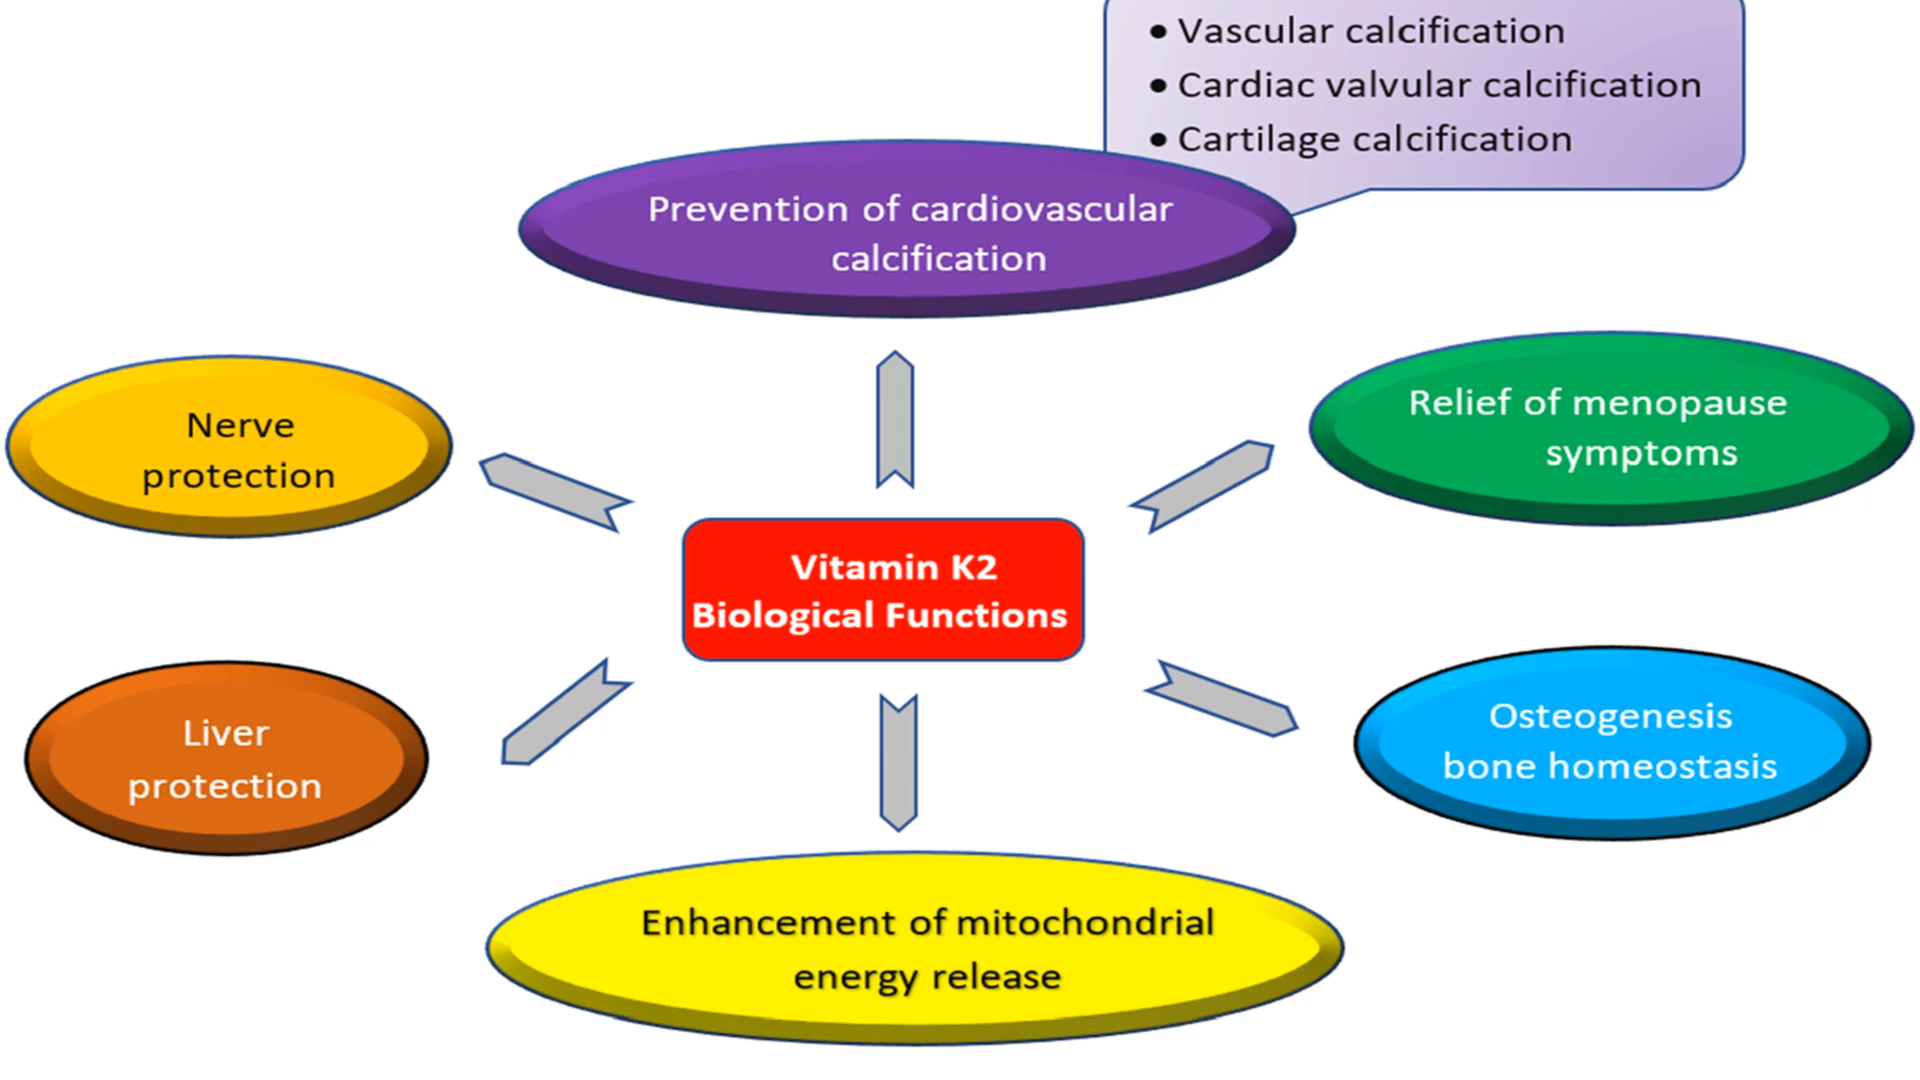 • Vascular calcification
• Cardiac valvular calcification
• Cartilage calcification
Prevention of cardiovascular
calcification
Nerve
protection
Relief of menopause
symptoms
Vitamin K2
Biological Functions
Liver
protection
Osteogenesis
bone homeostasis
Enhancement of mitochondrial
energy release